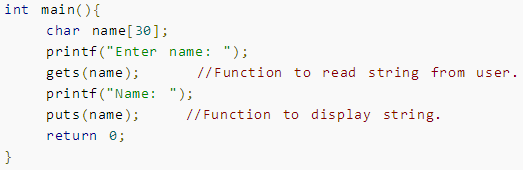 int main(){
char name[30];
printf("Enter name: ");
gets(name); //Function to read string from user.
printf("Name: ");
puts(name); //Function to display string.
return 0;
}